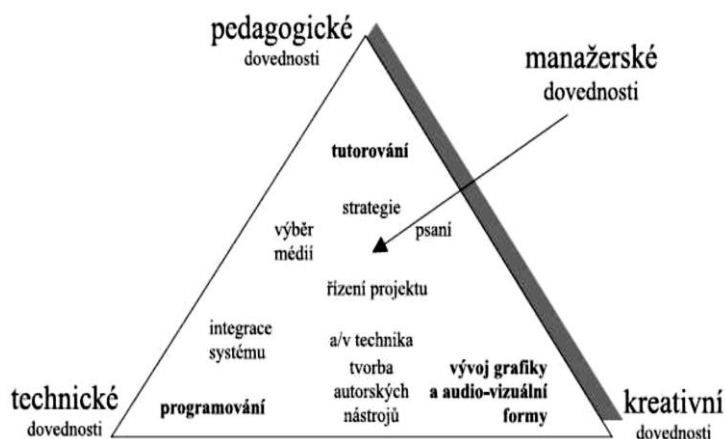 pedagogické
dovednosti
manažerské
dovednosti
tutorování
strategie
výběr
médií
psaní
řízení projektu
integrace
systému
a/v technika
tvorba
autorských
nástrojů
vývoj grafiky
a audio-vizuální
formy
programování
technické
dovednosti
kreativní
dovednosti